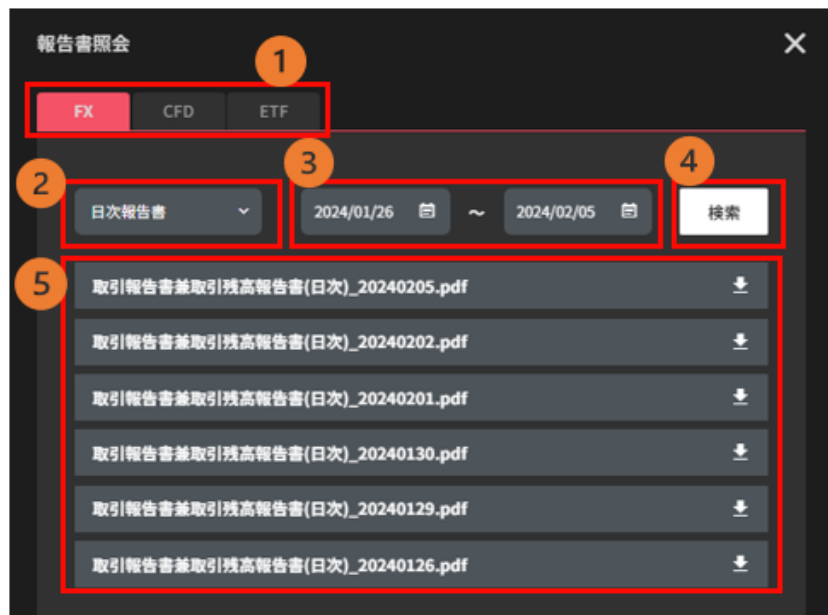 報告書照会
1
FX CFD ETF
2 3 4
日次報告書 2024/01/26 ～ 2024/02/05 検索
5
取引報告書兼取引残高報告書(日次)_20240205.pdf
取引報告書兼取引残高報告書(日次)_20240202.pdf
取引報告書兼取引残高報告書(日次)_20240201.pdf
取引報告書兼取引残高報告書(日次)_20240130.pdf
取引報告書兼取引残高報告書(日次)_20240129.pdf
取引報告書兼取引残高報告書(日次)_20240126.pdf